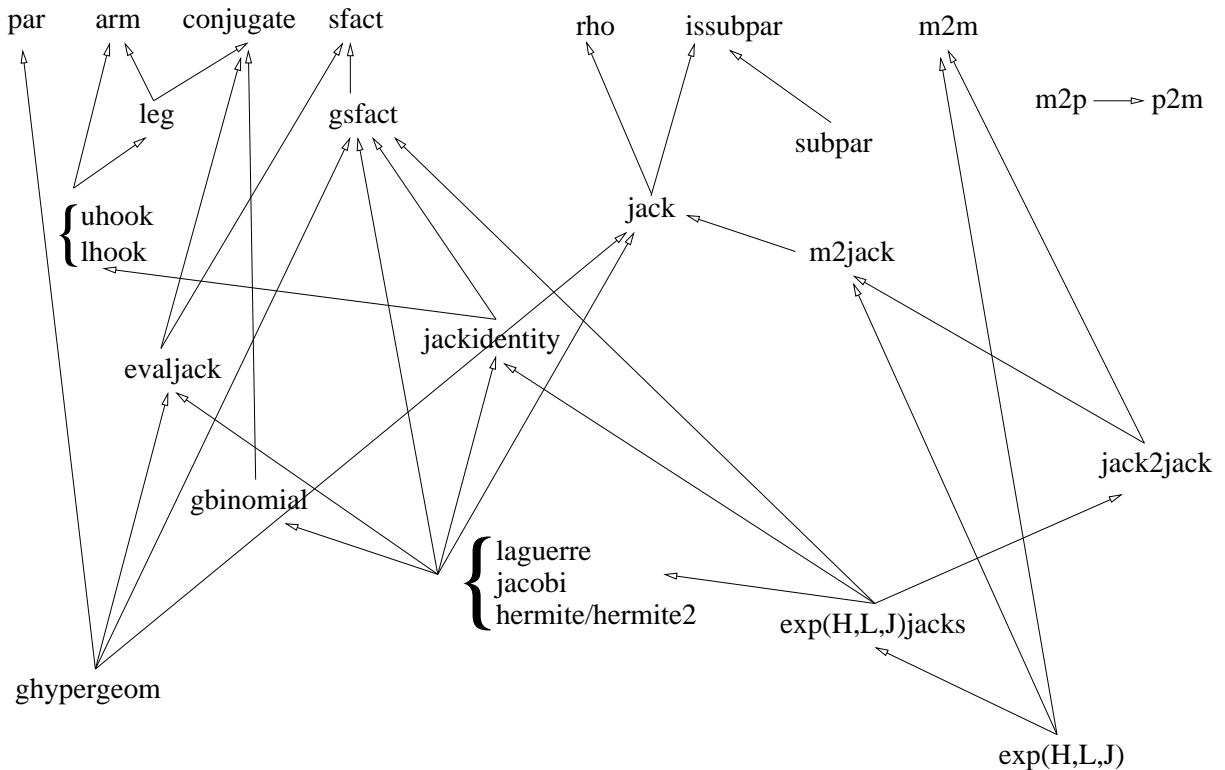 par arm conjugate sfact rho issubpar m2m
m2p p2m
leg gsfact
subpar
uhook
lhook
jack
m2jack
jackidentity
evaljack
jack2jack
gbinomial
laguerre
jacobi
hermite/hermite2
exp(H,L,J)jacks
ghypergeom
exp(H,L,J)